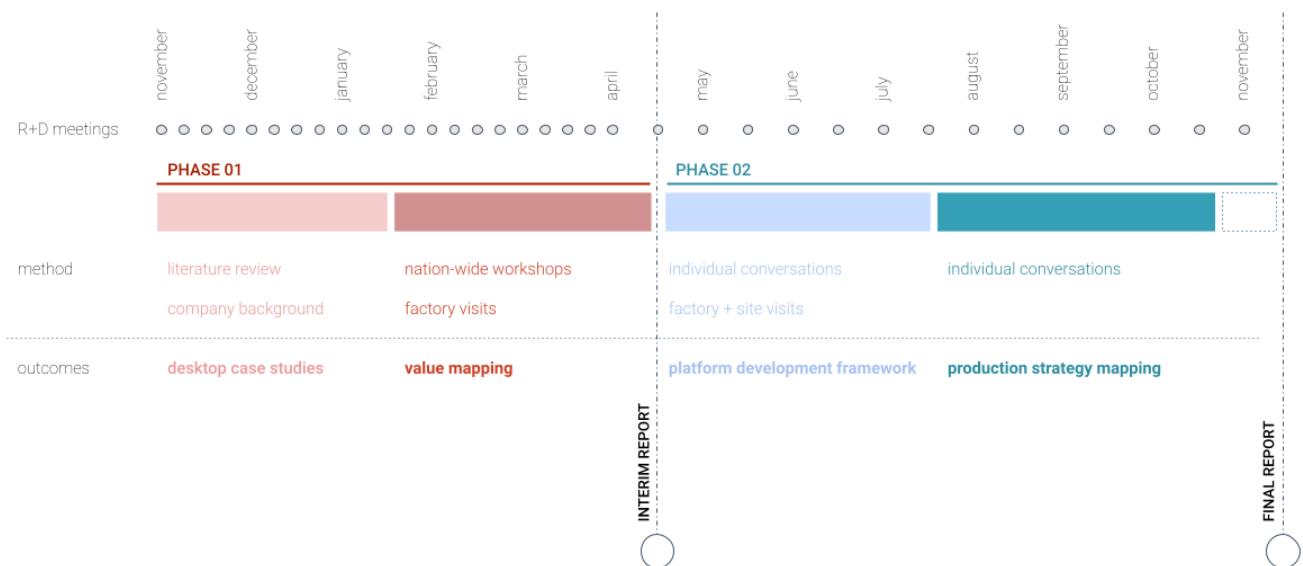 november
december
january
february
march
april
may
june
july
august
september
october
november
R+D meetings
PHASE 01
PHASE 02
method
literature review
nation-wide workshops
individual conversations
individual conversations
company background
factory visits
factory + site visits
outcomes
desktop case studies
value mapping
platform development framework
production strategy mapping
INTERIM REPORT
FINAL REPORT